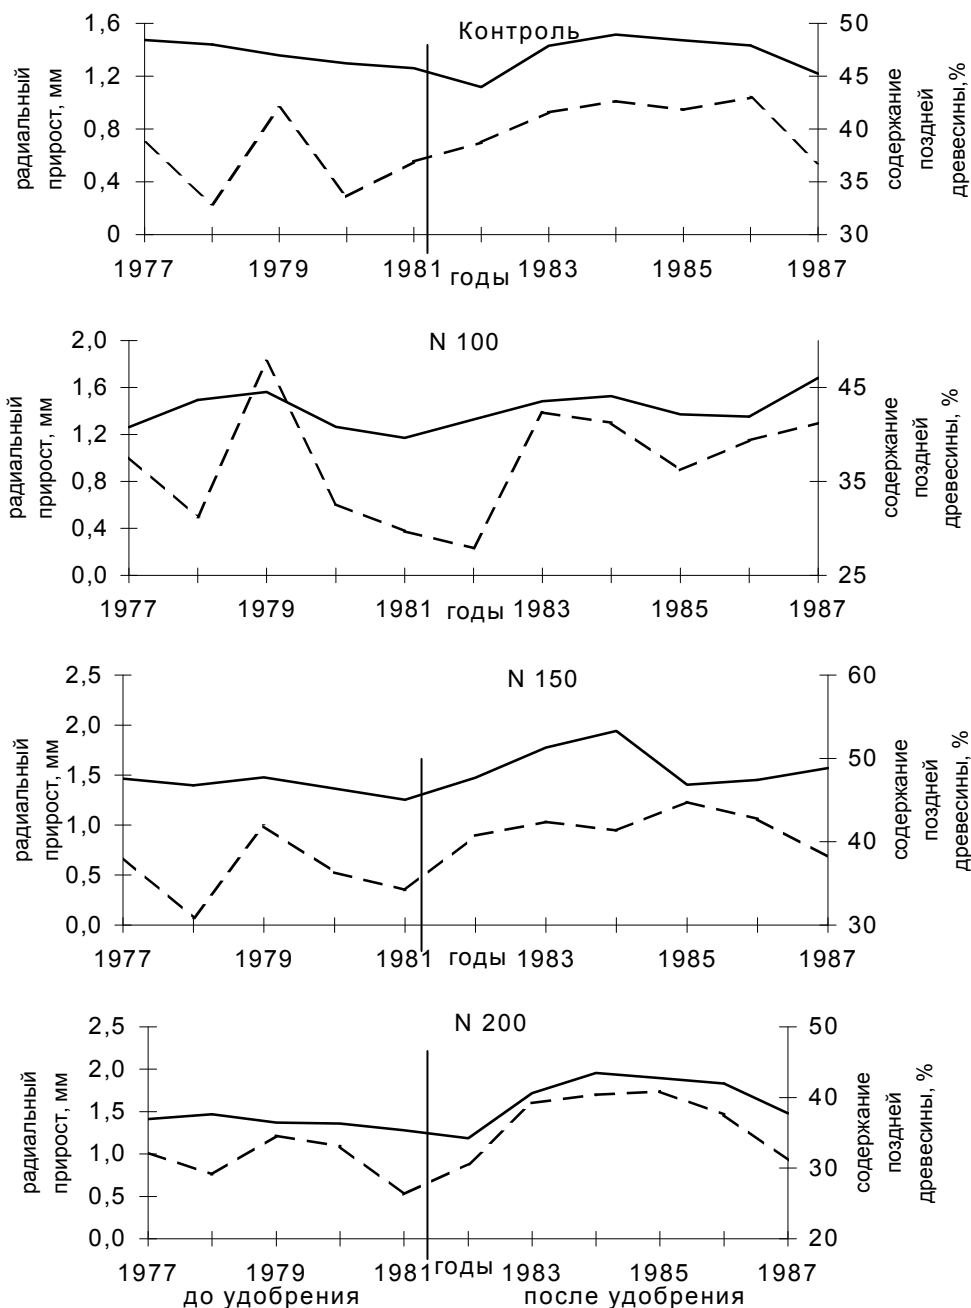 Контроль
1,6
1,2
0,8
0,4
0
радиальный
прирост, мм
50
45
40
35
30
содержание
поздней
древесины,%
1977 1979 1981 годы 1983 1985 1987
N 100
2,0
1,6
1,2
0,8
0,4
0,0
радиальный
прирост, мм
45
35
25
содержание
поздней
древесины, %
1977 1979 1981 годы 1983 1985 1987
N 150
2,5
2,0
1,5
1,0
0,5
0,0
радиальный
прирост, мм
60
50
40
30
содержание
поздней
древесины, %
1977 1979 1981 годы 1983 1985 1987
N 200
2,5
2,0
1,5
1,0
0,5
0,0
радиальный
прирост, мм
50
40
30
20
содержание
поздней
древесины, %
1977 1979 1981 годы 1983 1985 1987
до удобрения после удобрения